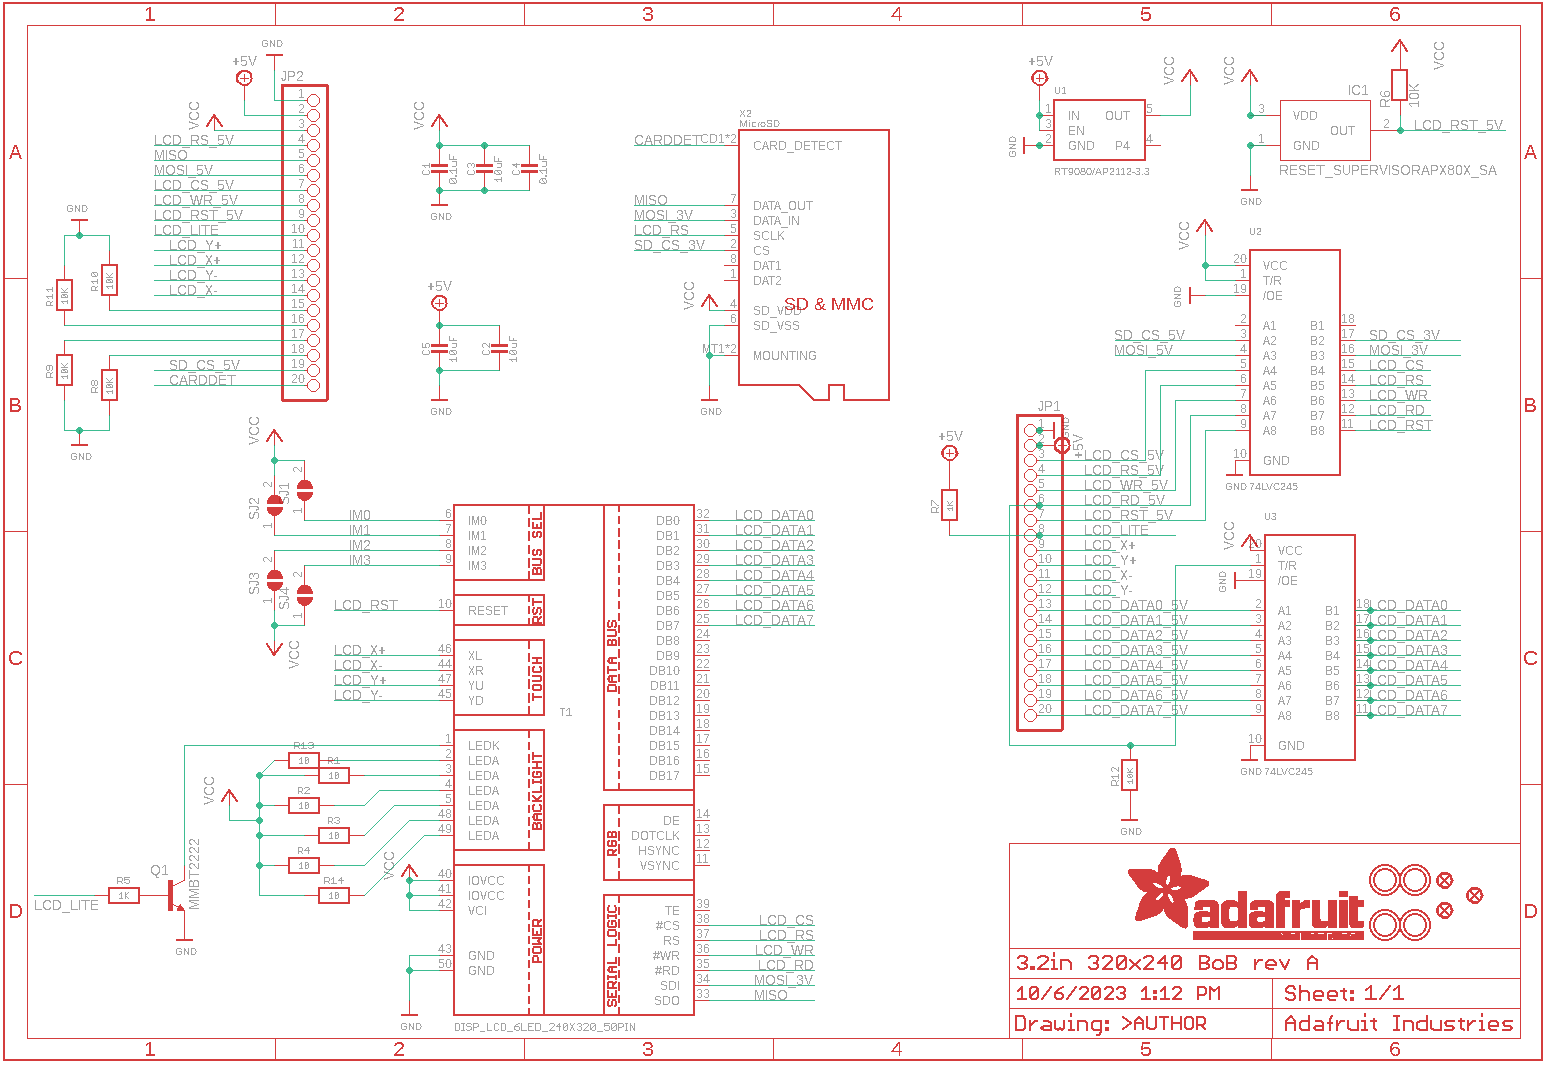 1 2 3 4 5 6
A
B
C
D
GND
+5V
JP2
VCC
1
2
3
LCD_RS_5V 4
MISO 5
MOSI_5V 6
LCD_CS_5V 7
LCD_WR_5V 8
LCD_RST_5V 9
LCD_LITE 10
LCD_Y+ 11
LCD_X+ 12
LCD_Y- 13
LCD_X- 14
15
16
17
18
SD_CS_5V 19
CARDDET 20
GND
R11 10K
R10 10K
R9 10K
R8 10K
GND
VCC
C1 0.1uF
C3 10uF
C4 0.1uF
GND
+5V
C5 10uF
C2 10uF
GND
X2
MicroSD
CARDDET CD1*2 CARD_DETECT
MISO 7 DATA_OUT
MOSI_3V 3 DATA_IN
LCD_RS 5 SCLK
SD_CS_3V 2 CS
8 DAT1
1 DAT2
VCC 4 SD_VDD
SD & MMC
6 SD_VSS
MT1*2 MOUNTING
GND
+5V
U1
VCC
1 IN OUT 5
3 EN
GND 2 GND P4 4
RT9080/AP2112-3.3
VCC
IC1
3 VDD
OUT 2
1 GND
RESET_SUPERVISORAPX80X_SA
GND
VCC
R6 10K
LCD_RST_5V
U2
VCC
20 VCC
1 T/R
GND 19 /OE
2 A1 B1 18
SD_CS_5V 3 A2 B2 17 SD_CS_3V
MOSI_5V 4 A3 B3 16 MOSI_3V
5 A4 B4 15 LCD_CS
6 A5 B5 14 LCD_RS
7 A6 B6 13 LCD_WR
8 A7 B7 12 LCD_RD
9 A8 B8 11 LCD_RST
10 GND
GND 74LVC245
JP1
1 GND
2 +5V
3 LCD_CS_5V
4 LCD_RS_5V
5 LCD_WR_5V
6 LCD_RD_5V
7 LCD_RST_5V
8 LCD_LITE
9 LCD_X+
10 LCD_Y+
11 LCD_X-
12 LCD_Y-
13 LCD_DATA0_5V
14 LCD_DATA1_5V
15 LCD_DATA2_5V
16 LCD_DATA3_5V
17 LCD_DATA4_5V
18 LCD_DATA5_5V
19 LCD_DATA6_5V
20 LCD_DATA7_5V
+5V
R7 1K
U3
VCC
20 VCC
1 T/R
GND 19 /OE
2 A1 B1 18 LCD_DATA0
3 A2 B2 17 LCD_DATA1
4 A3 B3 16 LCD_DATA2
5 A4 B4 15 LCD_DATA3
6 A5 B5 14 LCD_DATA4
7 A6 B6 13 LCD_DATA5
8 A7 B7 12 LCD_DATA6
9 A8 B8 11 LCD_DATA7
10 GND
GND 74LVC245
R12 10K
GND
VCC
SJ2 1 2
SJ1 1 2
SJ3 1 2
SJ4 1 2
VCC
IM0 6 IM0
IM1 7 IM1
IM2 8 IM2
IM3 9 IM3
BUS SEL
LCD_RST 10 RESET
RST
LCD_X+ 46 XL
LCD_X- 44 XR
LCD_Y+ 47 YU
LCD_Y- 45 YD
TOUCH
T1
1 LEDK
2 LEDA
3 LEDA
4 LEDA
5 LEDA
48 LEDA
49 LEDA
BACKLIGHT
R13 10
R1 10
R2 10
R3 10
R4 10
R14 10
VCC
VCC
40 IOVCC
41 IOVCC
42 VCI
43 GND
50 GND
POWER
GND
DB0 32 LCD_DATA0
DB1 31 LCD_DATA1
DB2 30 LCD_DATA2
DB3 29 LCD_DATA3
DB4 28 LCD_DATA4
DB5 27 LCD_DATA5
DB6 26 LCD_DATA6
DB7 25 LCD_DATA7
DB8 24
DB9 23
DB10 22
DB11 21
DB12 20
DB13 19
DB14 18
DB15 17
DB16 16
DB17 15
DATA BUS
DE 14
DOTCLK 13
HSYNC 12
VSYNC 11
RGB
TE 39
#CS 38 LCD_CS
RS 37 LCD_RS
#WR 36 LCD_WR
#RD 35 LCD_RD
SDI 34 MOSI_3V
SDO 33 MISO
SERIAL LOGIC
DISP_LCD_6LED_240X320_50PIN
LCD_LITE
R5 1K
Q1
MMBT2222
GND
adafruit
3.2in 320x240 BoB rev A
10/6/2023 1:12 PM Sheet: 1/1
Drawing: >AUTHOR Adafruit Industries
A
B
C
D
1 2 3 4 5 6